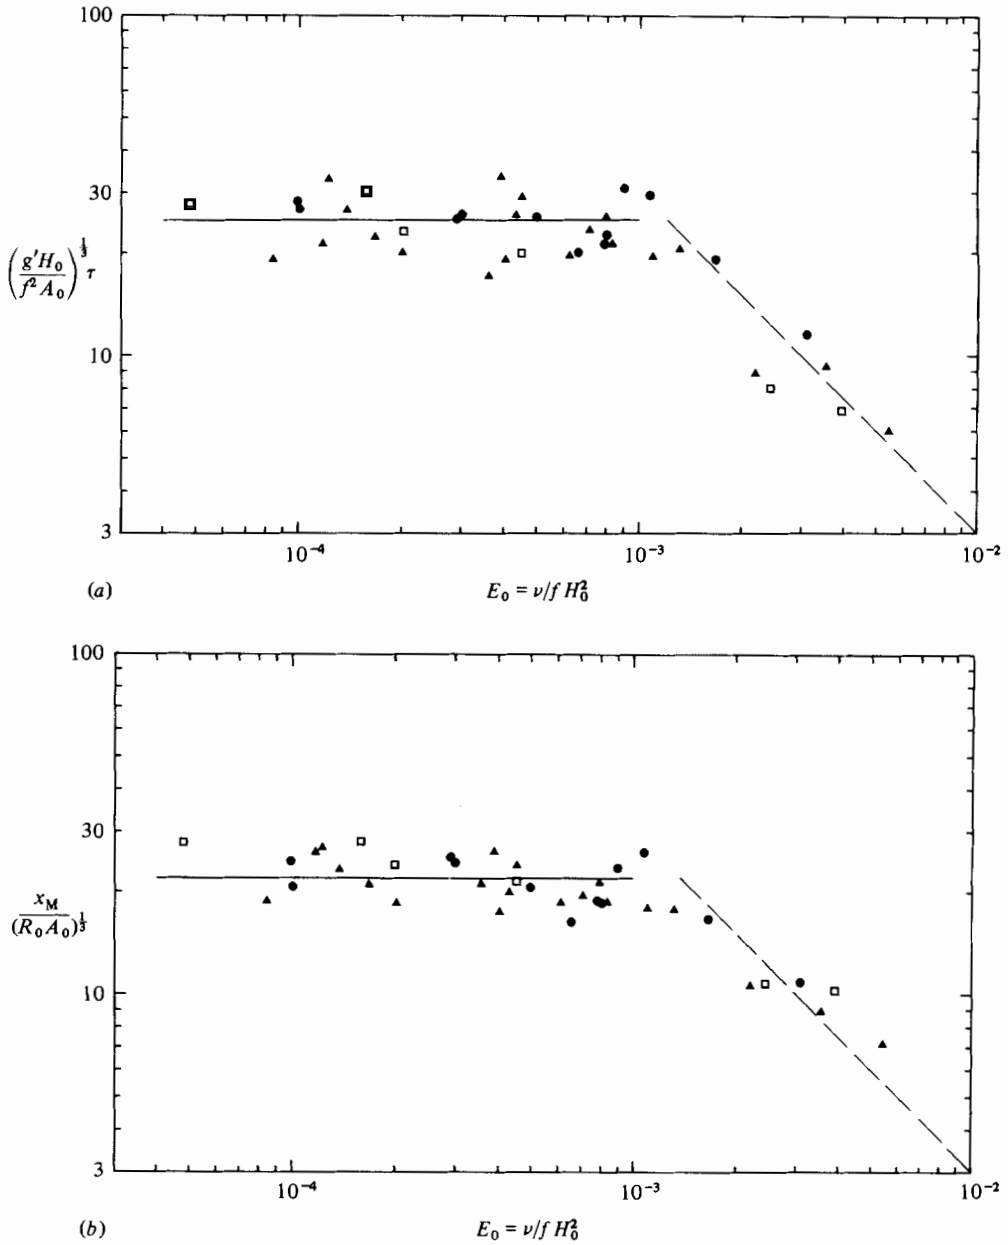 100
30
(g′H₀/f²A₀)^⅓ τ
10
3
10⁻⁴
10⁻³
10⁻²
(a)
E₀ = ν/f H₀²
100
30
x_M/(R₀A₀)^⅓
10
3
10⁻⁴
10⁻³
10⁻²
(b)
E₀ = ν/f H₀²